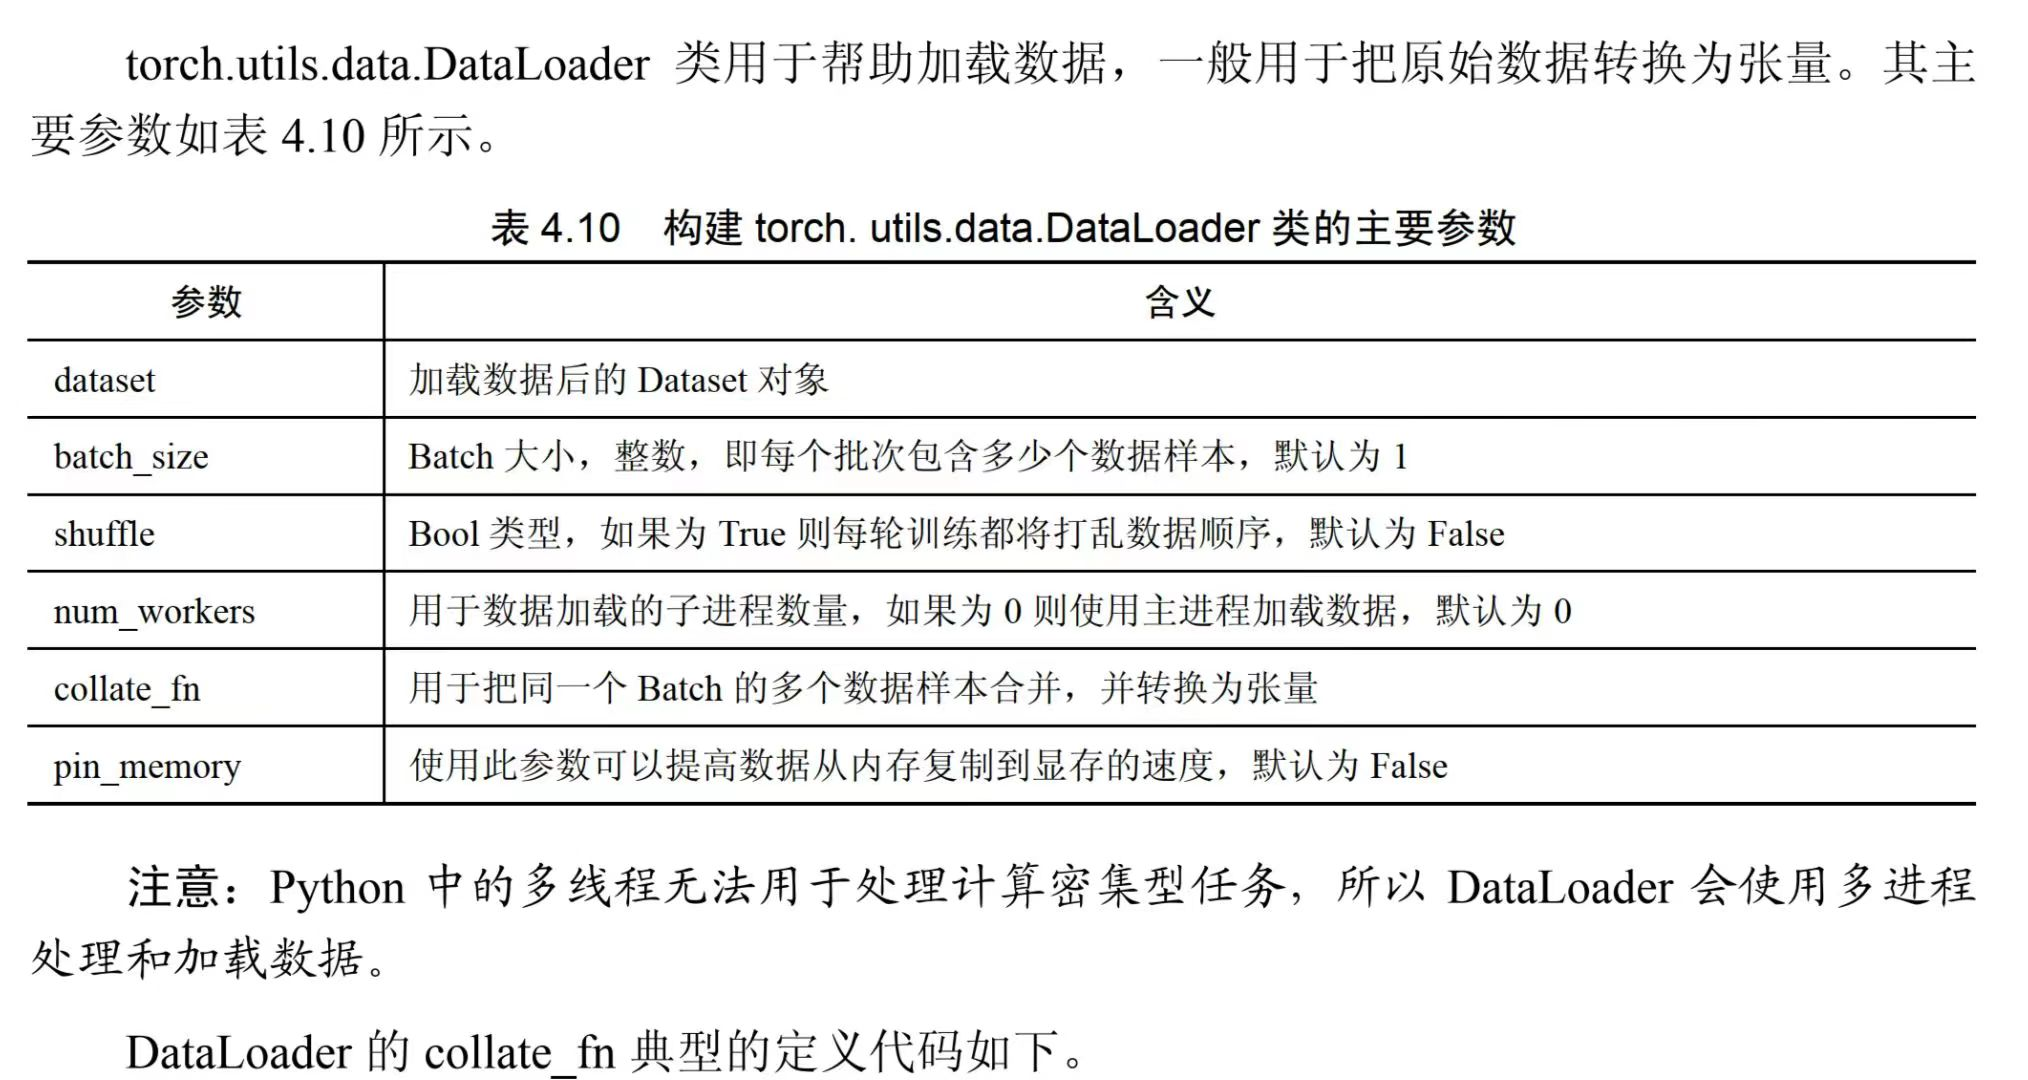 torch.utils.data.DataLoader 类用于帮助加载数据，一般用于把原始数据转换为张量。其主
要参数如表 4.10 所示。
表 4.10 构建 torch. utils.data.DataLoader 类的主要参数
参数 含义
dataset 加载数据后的 Dataset 对象
batch_size Batch 大小，整数，即每个批次包含多少个数据样本，默认为 1
shuffle Bool 类型，如果为 True 则每轮训练都将打乱数据顺序，默认为 False
num_workers 用于数据加载的子进程数量，如果为 0 则使用主进程加载数据，默认为 0
collate_fn 用于把同一个 Batch 的多个数据样本合并，并转换为张量
pin_memory 使用此参数可以提高数据从内存复制到显存的速度，默认为 False
注意：Python 中的多线程无法用于处理计算密集型任务，所以 DataLoader 会使用多进程
处理和加载数据。
DataLoader 的 collate_fn 典型的定义代码如下。